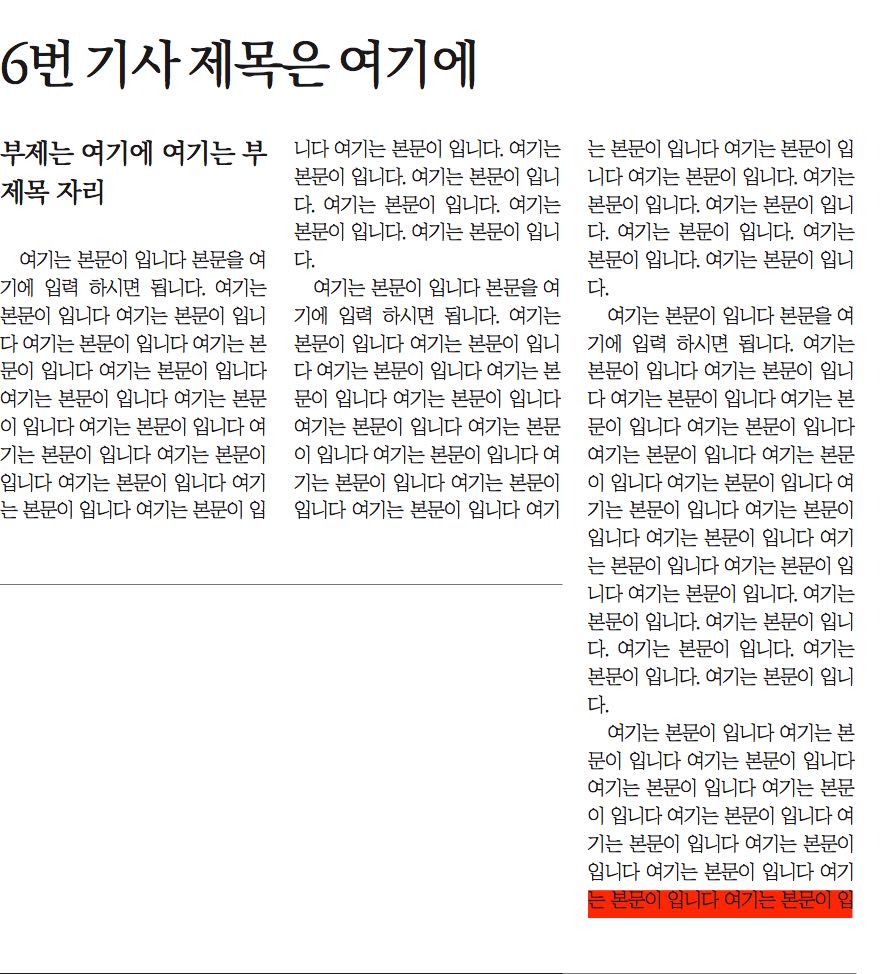 6번 기사 제목은 여기에
부제는 여기에 여기는 부
제목 자리
여기는 본문이 입니다 본문을 여
기에 입력 하시면 됩니다. 여기는
본문이 입니다 여기는 본문이 입니
다 여기는 본문이 입니다 여기는 본
문이 입니다 여기는 본문이 입니다
여기는 본문이 입니다 여기는 본문
이 입니다 여기는 본문이 입니다 여
기는 본문이 입니다 여기는 본문이
입니다 여기는 본문이 입니다 여기
는 본문이 입니다 여기는 본문이 입
니다 여기는 본문이 입니다. 여기는
본문이 입니다. 여기는 본문이 입니
다. 여기는 본문이 입니다. 여기는
본문이 입니다. 여기는 본문이 입니
다.
여기는 본문이 입니다 본문을 여
기에 입력 하시면 됩니다. 여기는
본문이 입니다 여기는 본문이 입니
다 여기는 본문이 입니다 여기는 본
문이 입니다 여기는 본문이 입니다
여기는 본문이 입니다 여기는 본문
이 입니다 여기는 본문이 입니다 여
기는 본문이 입니다 여기는 본문이
입니다 여기는 본문이 입니다 여기
는 본문이 입니다 여기는 본문이 입
니다 여기는 본문이 입니다. 여기는
본문이 입니다. 여기는 본문이 입니
다. 여기는 본문이 입니다. 여기는
본문이 입니다. 여기는 본문이 입니
다.
여기는 본문이 입니다 본문을 여
기에 입력 하시면 됩니다. 여기는
본문이 입니다 여기는 본문이 입니
다 여기는 본문이 입니다 여기는 본
문이 입니다 여기는 본문이 입니다
여기는 본문이 입니다 여기는 본문
이 입니다 여기는 본문이 입니다 여
기는 본문이 입니다 여기는 본문이
입니다 여기는 본문이 입니다 여기
는 본문이 입니다 여기는 본문이 입
니다 여기는 본문이 입니다. 여기는
본문이 입니다. 여기는 본문이 입니
다. 여기는 본문이 입니다. 여기는
본문이 입니다. 여기는 본문이 입니
다.
여기는 본문이 입니다 여기는 본
문이 입니다 여기는 본문이 입니다
여기는 본문이 입니다 여기는 본문
이 입니다 여기는 본문이 입니다 여
기는 본문이 입니다 여기는 본문이
입니다 여기는 본문이 입니다 여기
는 본문이 입니다 여기는 본문이 입